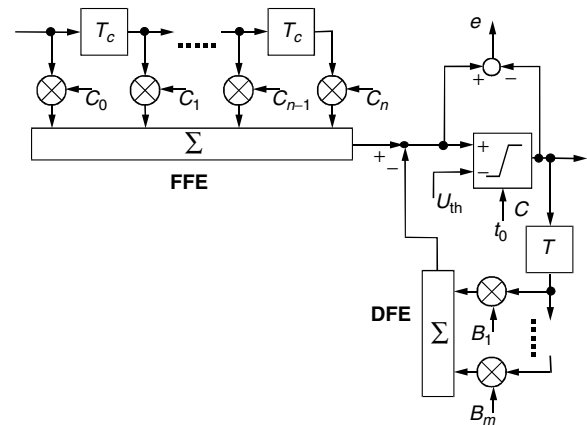 T_c
T_c
C_0
C_1
C_{n–1}
C_n
Σ
FFE
e
+
–
+
–
+
–
U_th
t_0
C
T
DFE
Σ
B_1
B_m